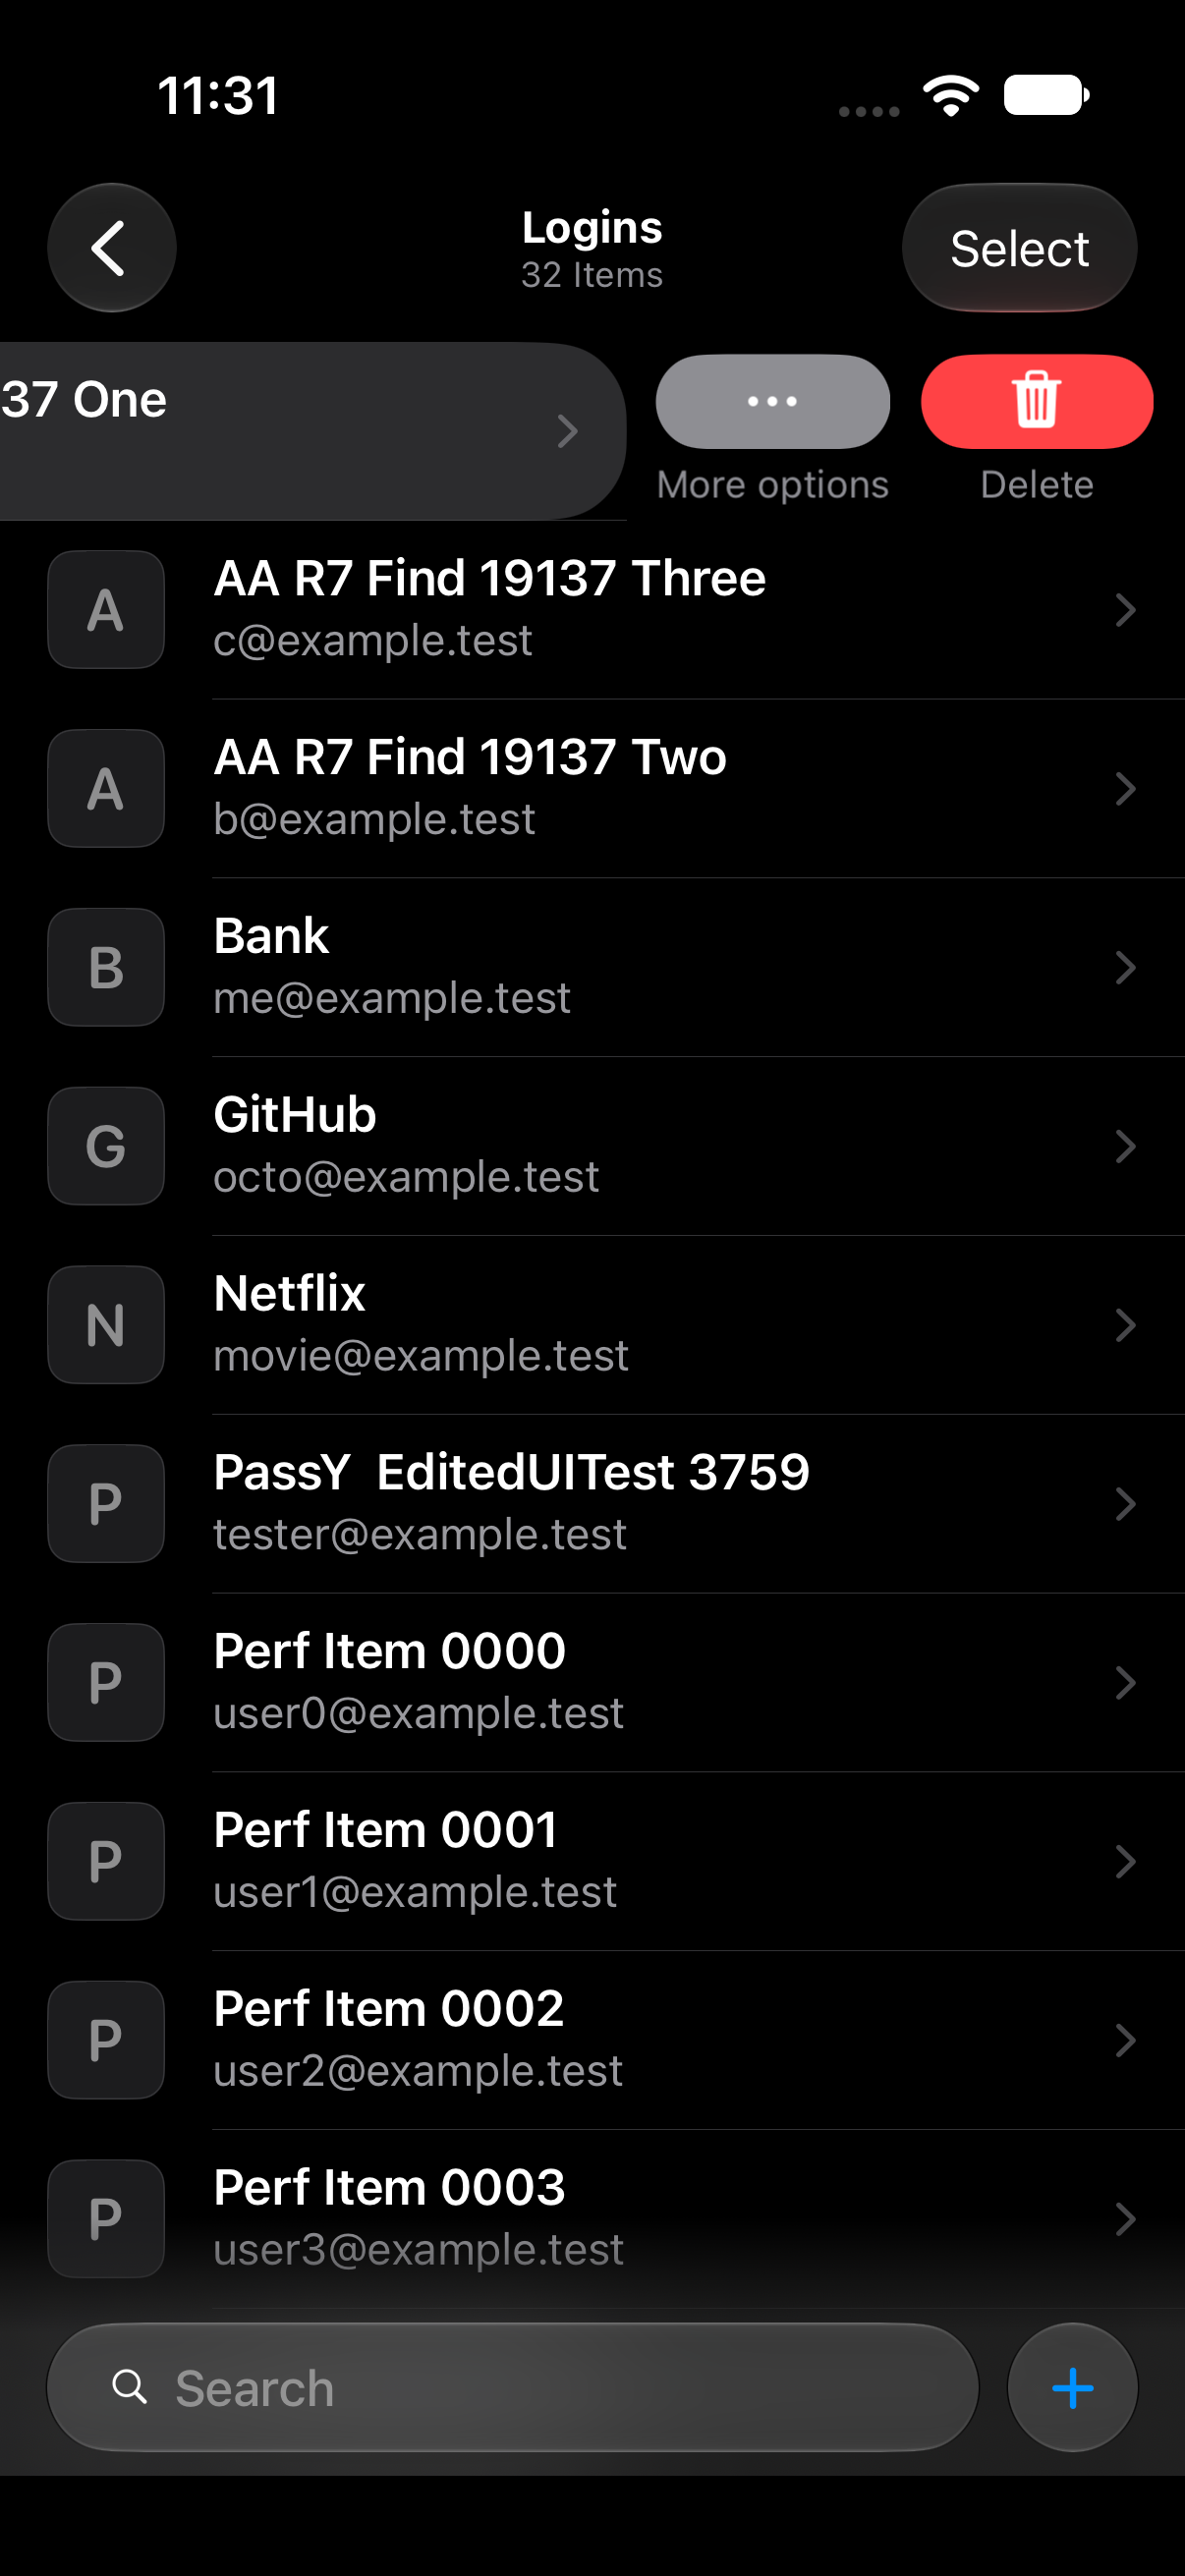 11:31
Logins
32 Items
Select
37 One
More options
Delete
A
AA R7 Find 19137 Three
c@example.test
A
AA R7 Find 19137 Two
b@example.test
B
Bank
me@example.test
G
GitHub
octo@example.test
N
Netflix
movie@example.test
P
PassY  EditedUITest 3759
tester@example.test
P
Perf Item 0000
user0@example.test
P
Perf Item 0001
user1@example.test
P
Perf Item 0002
user2@example.test
P
Perf Item 0003
user3@example.test
Search